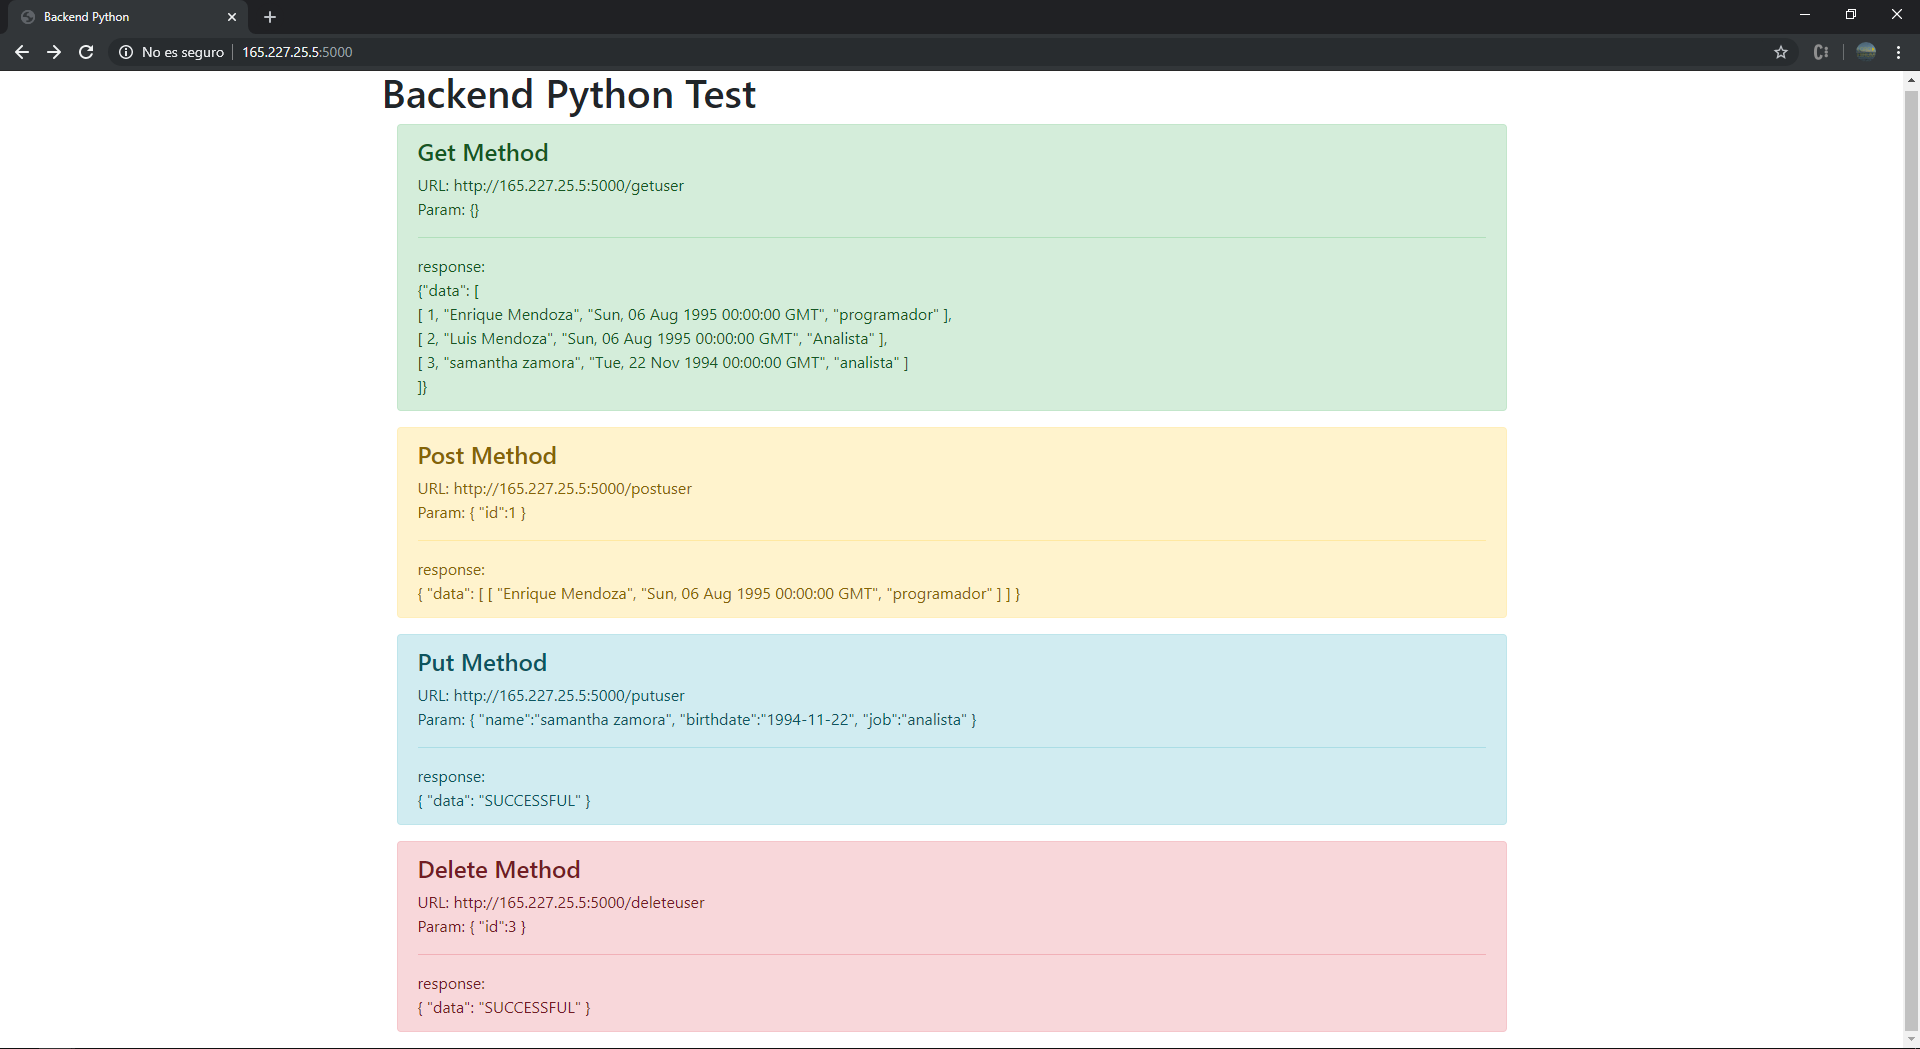 Backend Python
No es seguro 165.227.25.5:5000
Backend Python Test
Get Method
URL: http://165.227.25.5:5000/getuser
Param: {}
response:
{"data": [
[ 1, "Enrique Mendoza", "Sun, 06 Aug 1995 00:00:00 GMT", "programador" ],
[ 2, "Luis Mendoza", "Sun, 06 Aug 1995 00:00:00 GMT", "Analista" ],
[ 3, "samantha zamora", "Tue, 22 Nov 1994 00:00:00 GMT", "analista" ]
]}
Post Method
URL: http://165.227.25.5:5000/postuser
Param: { "id":1 }
response:
{ "data": [ [ "Enrique Mendoza", "Sun, 06 Aug 1995 00:00:00 GMT", "programador" ] ] }
Put Method
URL: http://165.227.25.5:5000/putuser
Param: { "name":"samantha zamora", "birthdate":"1994-11-22", "job":"analista" }
response:
{ "data": "SUCCESSFUL" }
Delete Method
URL: http://165.227.25.5:5000/deleteuser
Param: { "id":3 }
response:
{ "data": "SUCCESSFUL" }